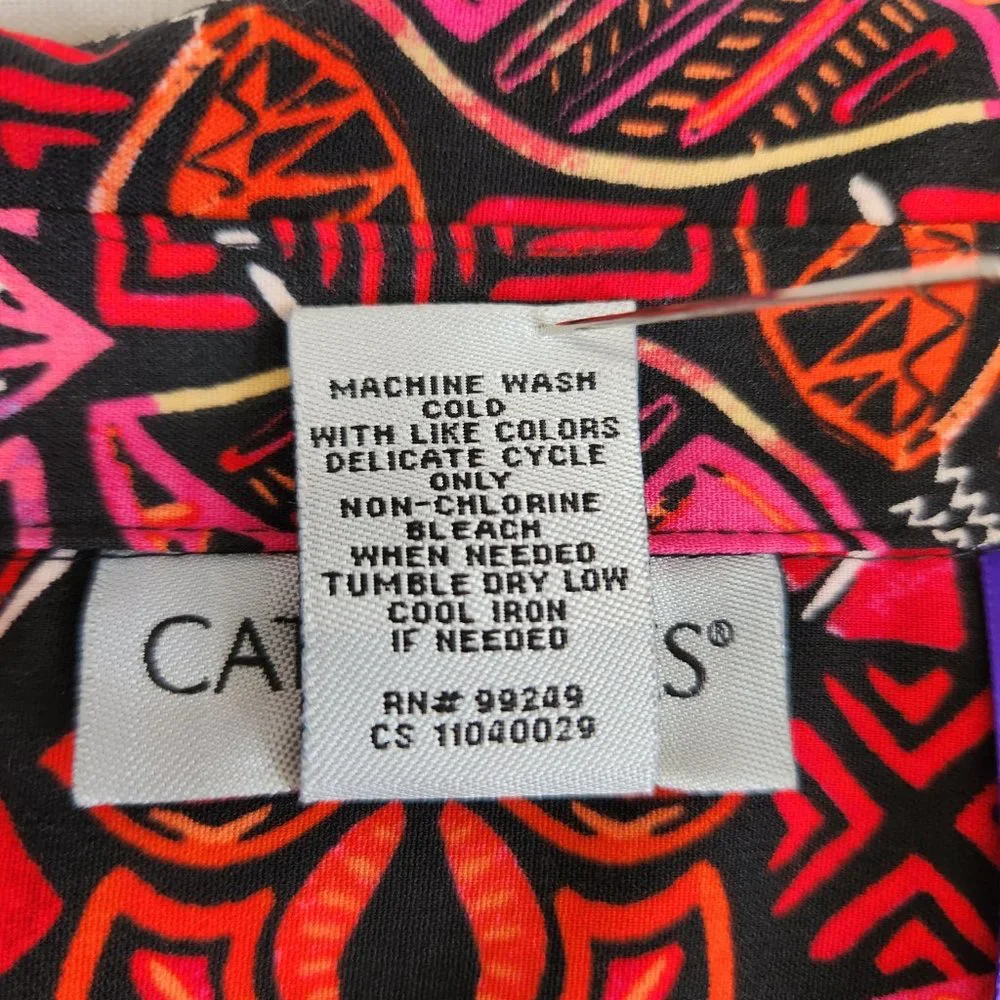 MACHINE WASH
COLD
WITH LIKE COLORS
DELICATE CYCLE
ONLY
NON-CHLORINE
BLEACH
WHEN NEEDED
TUMBLE DRY LOW
COOL IRON
IF NEEDED
RN# 99249
CS 11040029